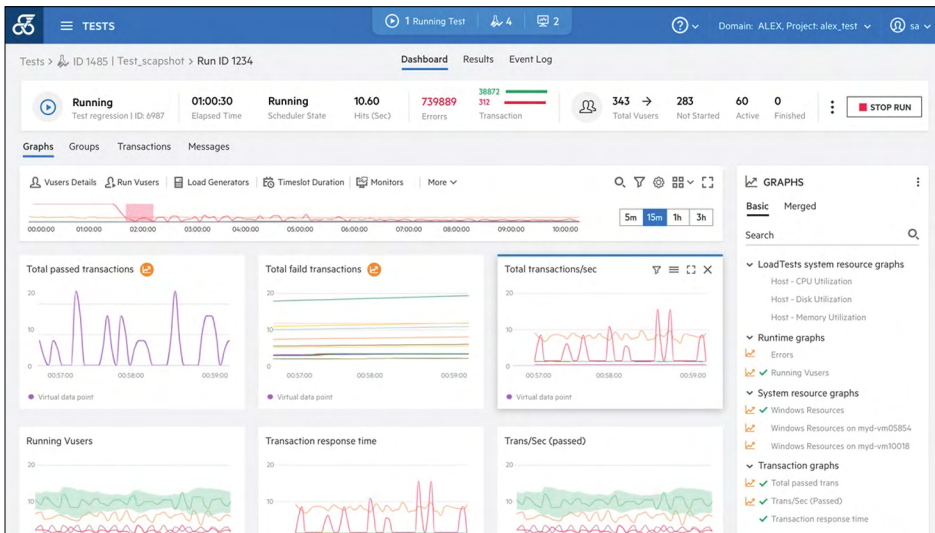 TESTS
1 Running Test
4
2
Domain: ALEX, Project: alex_test
sa
Tests > ID 1485 | Test_scapshot > Run ID 1234
Dashboard Results Event Log
Running
Test regression | ID: 6987
01:00:30
Elapsed Time
Running
Scheduler State
10.60
Hits (Sec)
739889
Errorrs
38872
312
Transaction
343
Total Vusers
283
Not Started
60
Active
0
Finished
STOP RUN
Graphs Groups Transactions Messages
Vusers Details Run Vusers Load Generators Timeslot Duration Monitors More
00:00:00 01:00:00 02:00:00 03:00:00 04:00:00 05:00:00 06:00:00 07:00:00 08:00:00 09:00:00 10:00:00
5m 15m 1h 3h
Total passed transactions
20
10
0
00:57:00 00:58:00 00:59:00
Virtual data point
Total faild transactions
20
10
0
00:57:00 00:58:00 00:59:00
Virtual data point
Total transactions/sec
20
10
0
00:57:00 00:58:00 00:59:00
Virtual data point
Running Vusers
20
10
Transaction response time
20
10
Trans/Sec (passed)
20
10
GRAPHS
Basic Merged
Search
LoadTests system resource graphs
Host - CPU Utilization
Host - Disk Utilization
Host - Memory Utilization
Runtime graphs
Errors
Running Vusers
System resource graphs
Windows Resources
Windows Resources on myd-vm05854
Windows Resources on myd-vm10018
Transaction graphs
Total passed trans
Trans/Sec (Passed)
Transaction response time